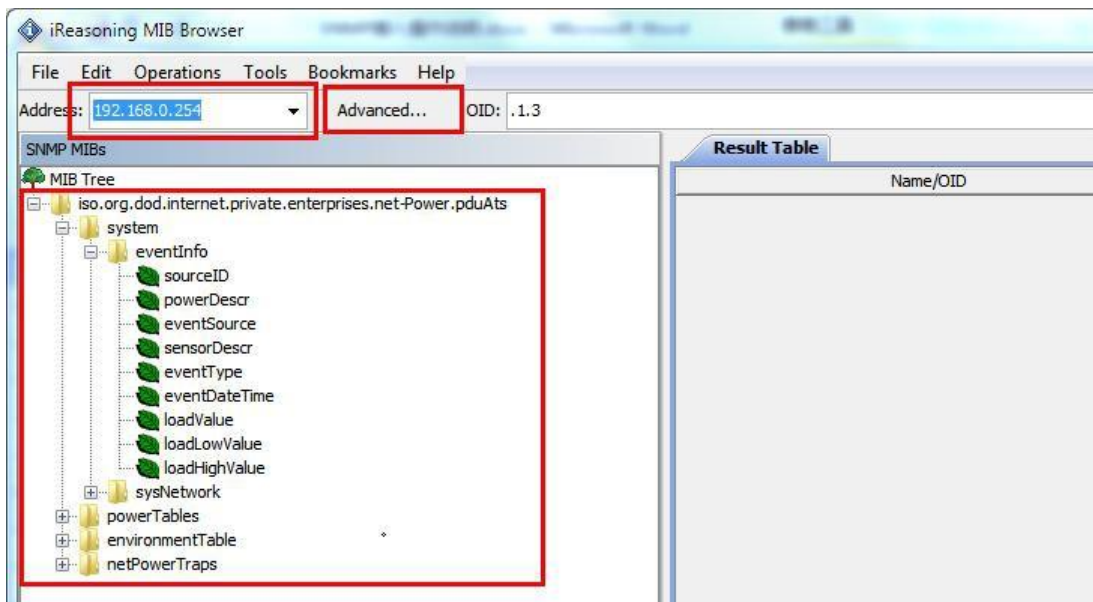 iReasoning MIB Browser
File Edit Operations Tools Bookmarks Help
Address: 192.168.0.254 Advanced... OID: .1.3
SNMP MIBs
Result Table
MIB Tree
Name/OID
iso.org.dod.internet.private.enterprises.net-Power.pduAts
system
eventInfo
sourceID
powerDescr
eventSource
sensorDescr
eventType
eventDateTime
loadValue
loadLowValue
loadHighValue
sysNetwork
powerTables
environmentTable
netPowerTraps